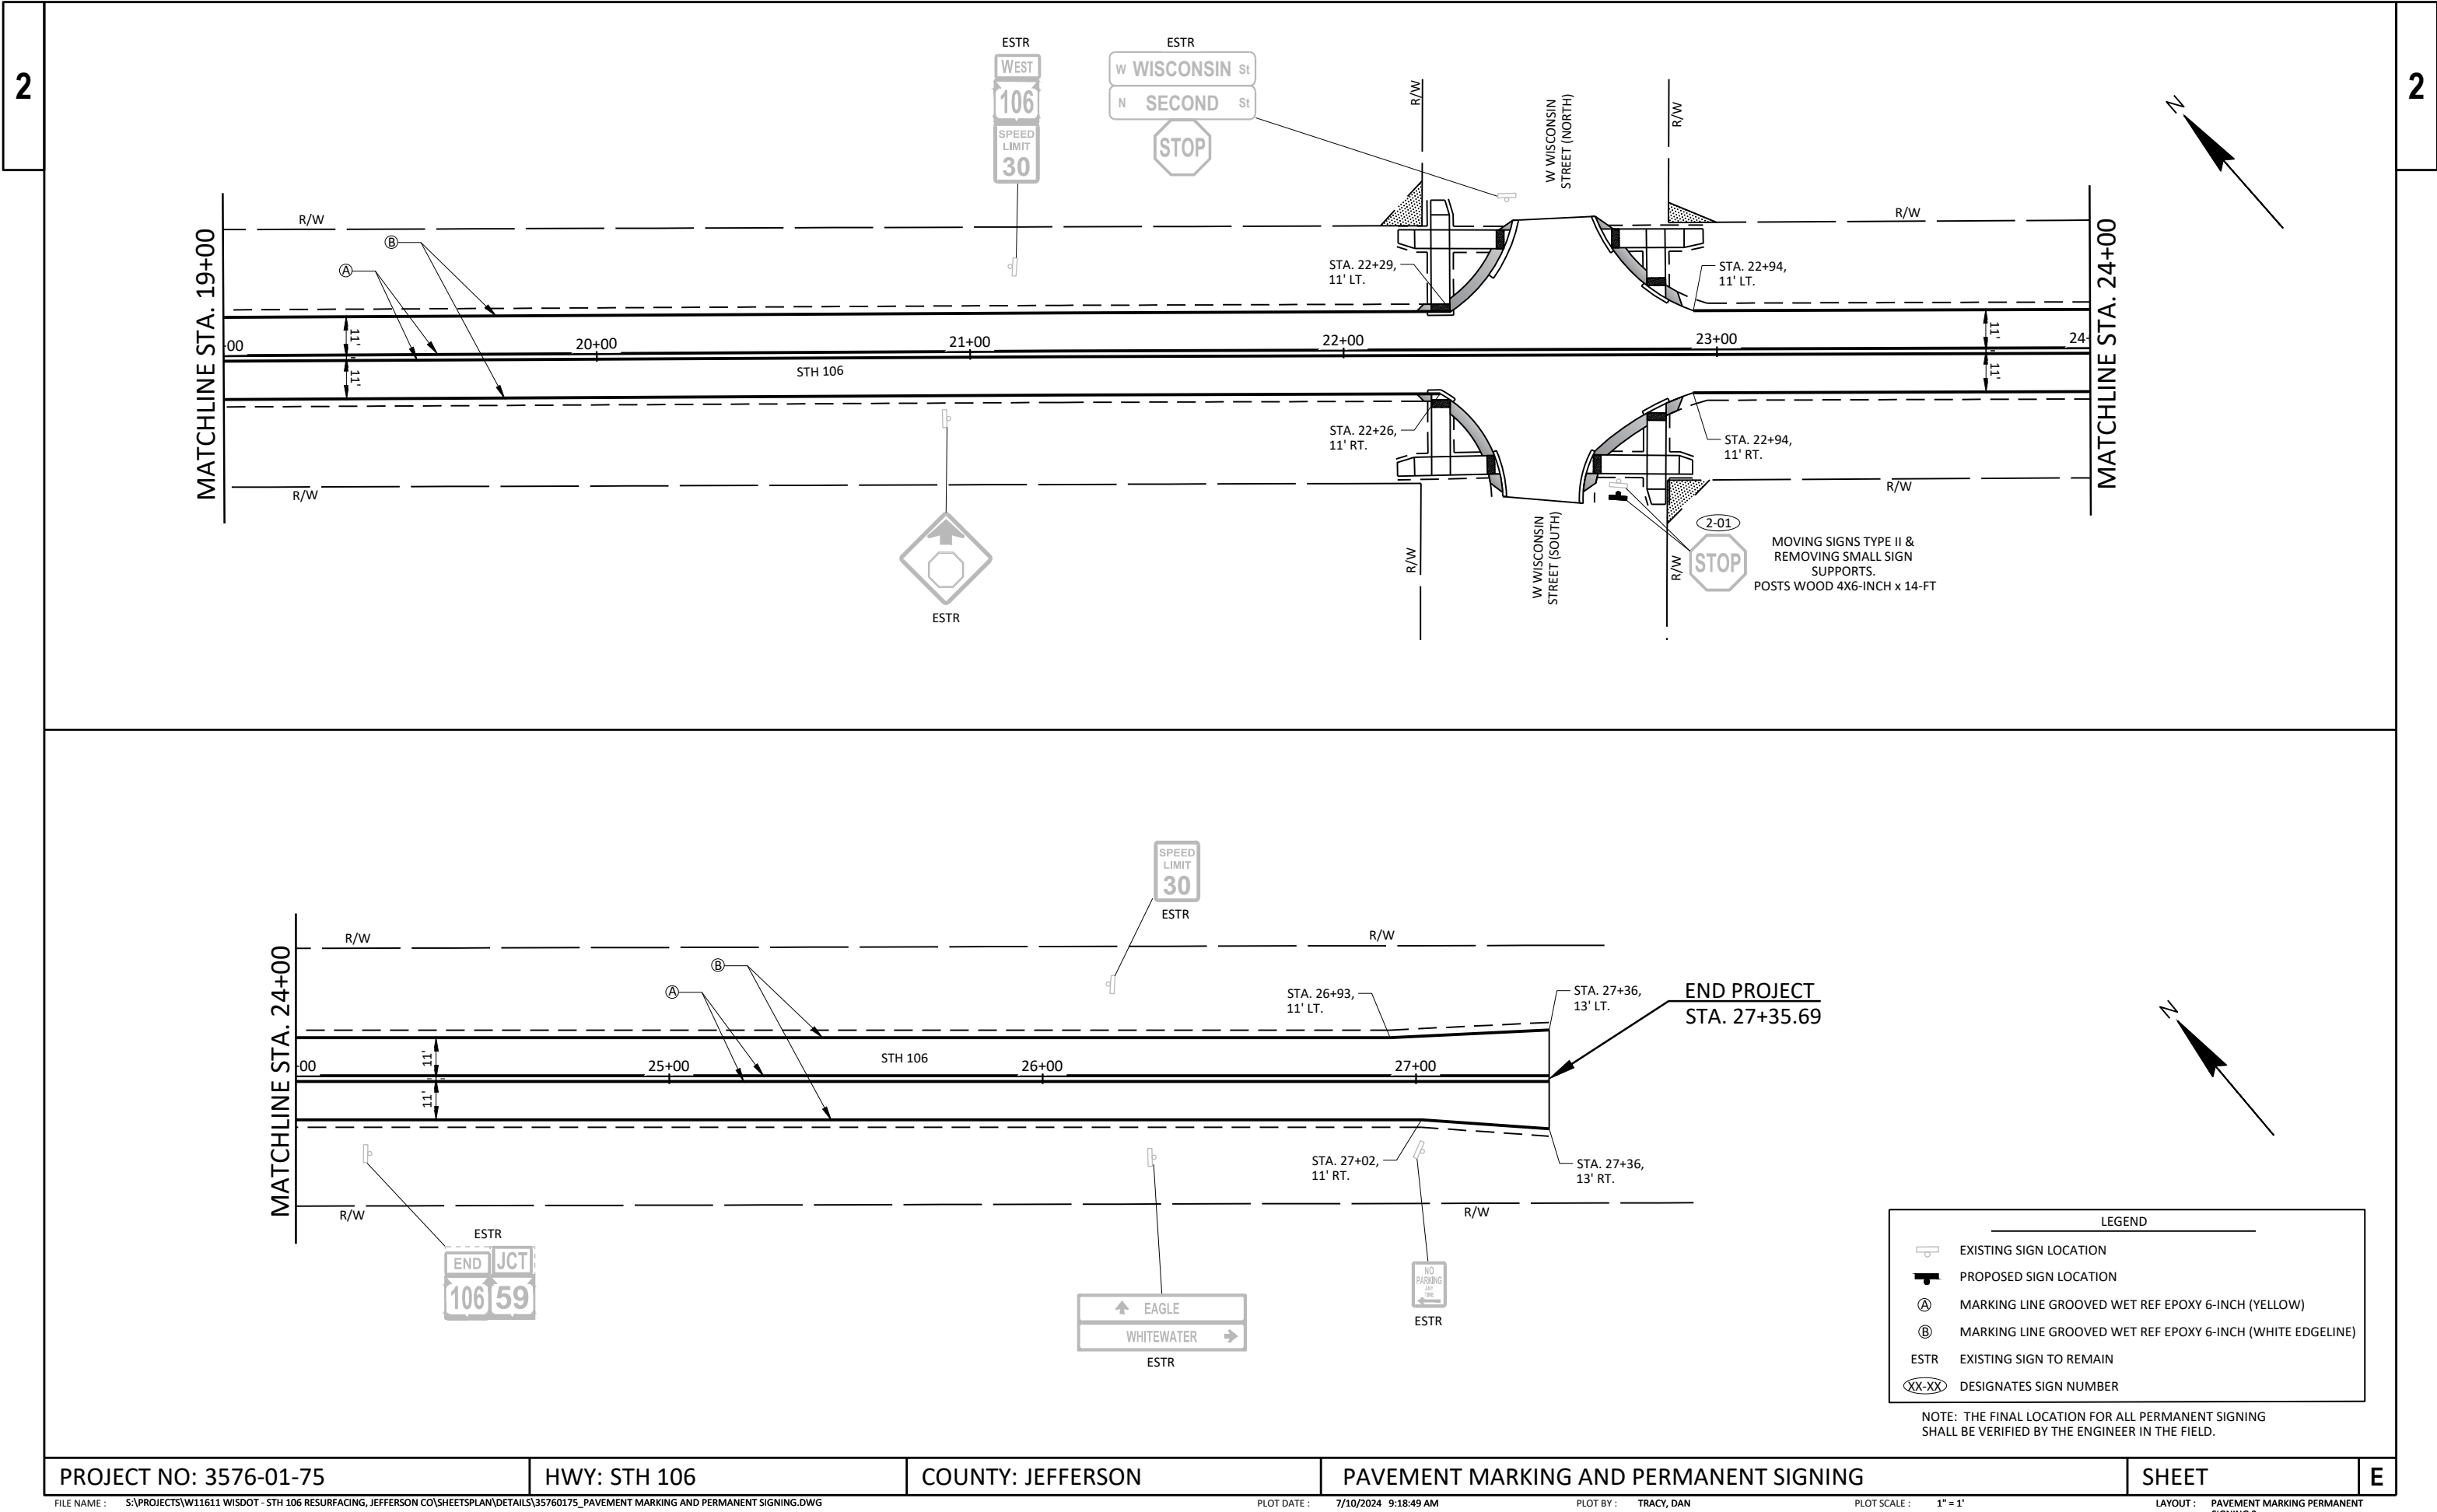 2
2
ESTR
WEST
106
SPEED
LIMIT
30
ESTR
W WISCONSIN St
N SECOND St
STOP
R/W
W WISCONSIN
STREET (NORTH)
R/W
N
MATCHLINE STA. 19+00
R/W
B
A
R/W
MATCHLINE STA. 24+00
STA. 22+29,
11' LT.
STA. 22+94,
11' LT.
11'
11'
+00
20+00
21+00
22+00
23+00
24+
STH 106
11'
11'
STA. 22+26,
11' RT.
STA. 22+94,
11' RT.
R/W
R/W
ESTR
R/W
W WISCONSIN
STREET (SOUTH)
R/W
2-01
STOP
MOVING SIGNS TYPE II &
REMOVING SMALL SIGN
SUPPORTS.
POSTS WOOD 4X6-INCH x 14-FT
SPEED
LIMIT
30
ESTR
MATCHLINE STA. 24+00
R/W
R/W
B
A
STA. 26+93,
11' LT.
STA. 27+36,
13' LT.
END PROJECT
STA. 27+35.69
N
11'
11'
+00
25+00
STH 106
26+00
27+00
STA. 27+02,
11' RT.
STA. 27+36,
13' RT.
R/W
R/W
ESTR
END JCT
106 59
EAGLE
WHITEWATER
ESTR
NO
PARKING
ANY
TIME
ESTR
LEGEND
EXISTING SIGN LOCATION
PROPOSED SIGN LOCATION
A MARKING LINE GROOVED WET REF EPOXY 6-INCH (YELLOW)
B MARKING LINE GROOVED WET REF EPOXY 6-INCH (WHITE EDGELINE)
ESTR EXISTING SIGN TO REMAIN
XX-XX DESIGNATES SIGN NUMBER
NOTE: THE FINAL LOCATION FOR ALL PERMANENT SIGNING
SHALL BE VERIFIED BY THE ENGINEER IN THE FIELD.
PROJECT NO: 3576-01-75 HWY: STH 106 COUNTY: JEFFERSON PAVEMENT MARKING AND PERMANENT SIGNING SHEET E
FILE NAME : S:\PROJECTS\W11611 WISDOT - STH 106 RESURFACING, JEFFERSON CO\SHEETSPLAN\DETAILS\35760175_PAVEMENT MARKING AND PERMANENT SIGNING.DWG PLOT DATE : 7/10/2024 9:18:49 AM PLOT BY : TRACY, DAN PLOT SCALE : 1" = 1' LAYOUT : PAVEMENT MARKING PERMANENT